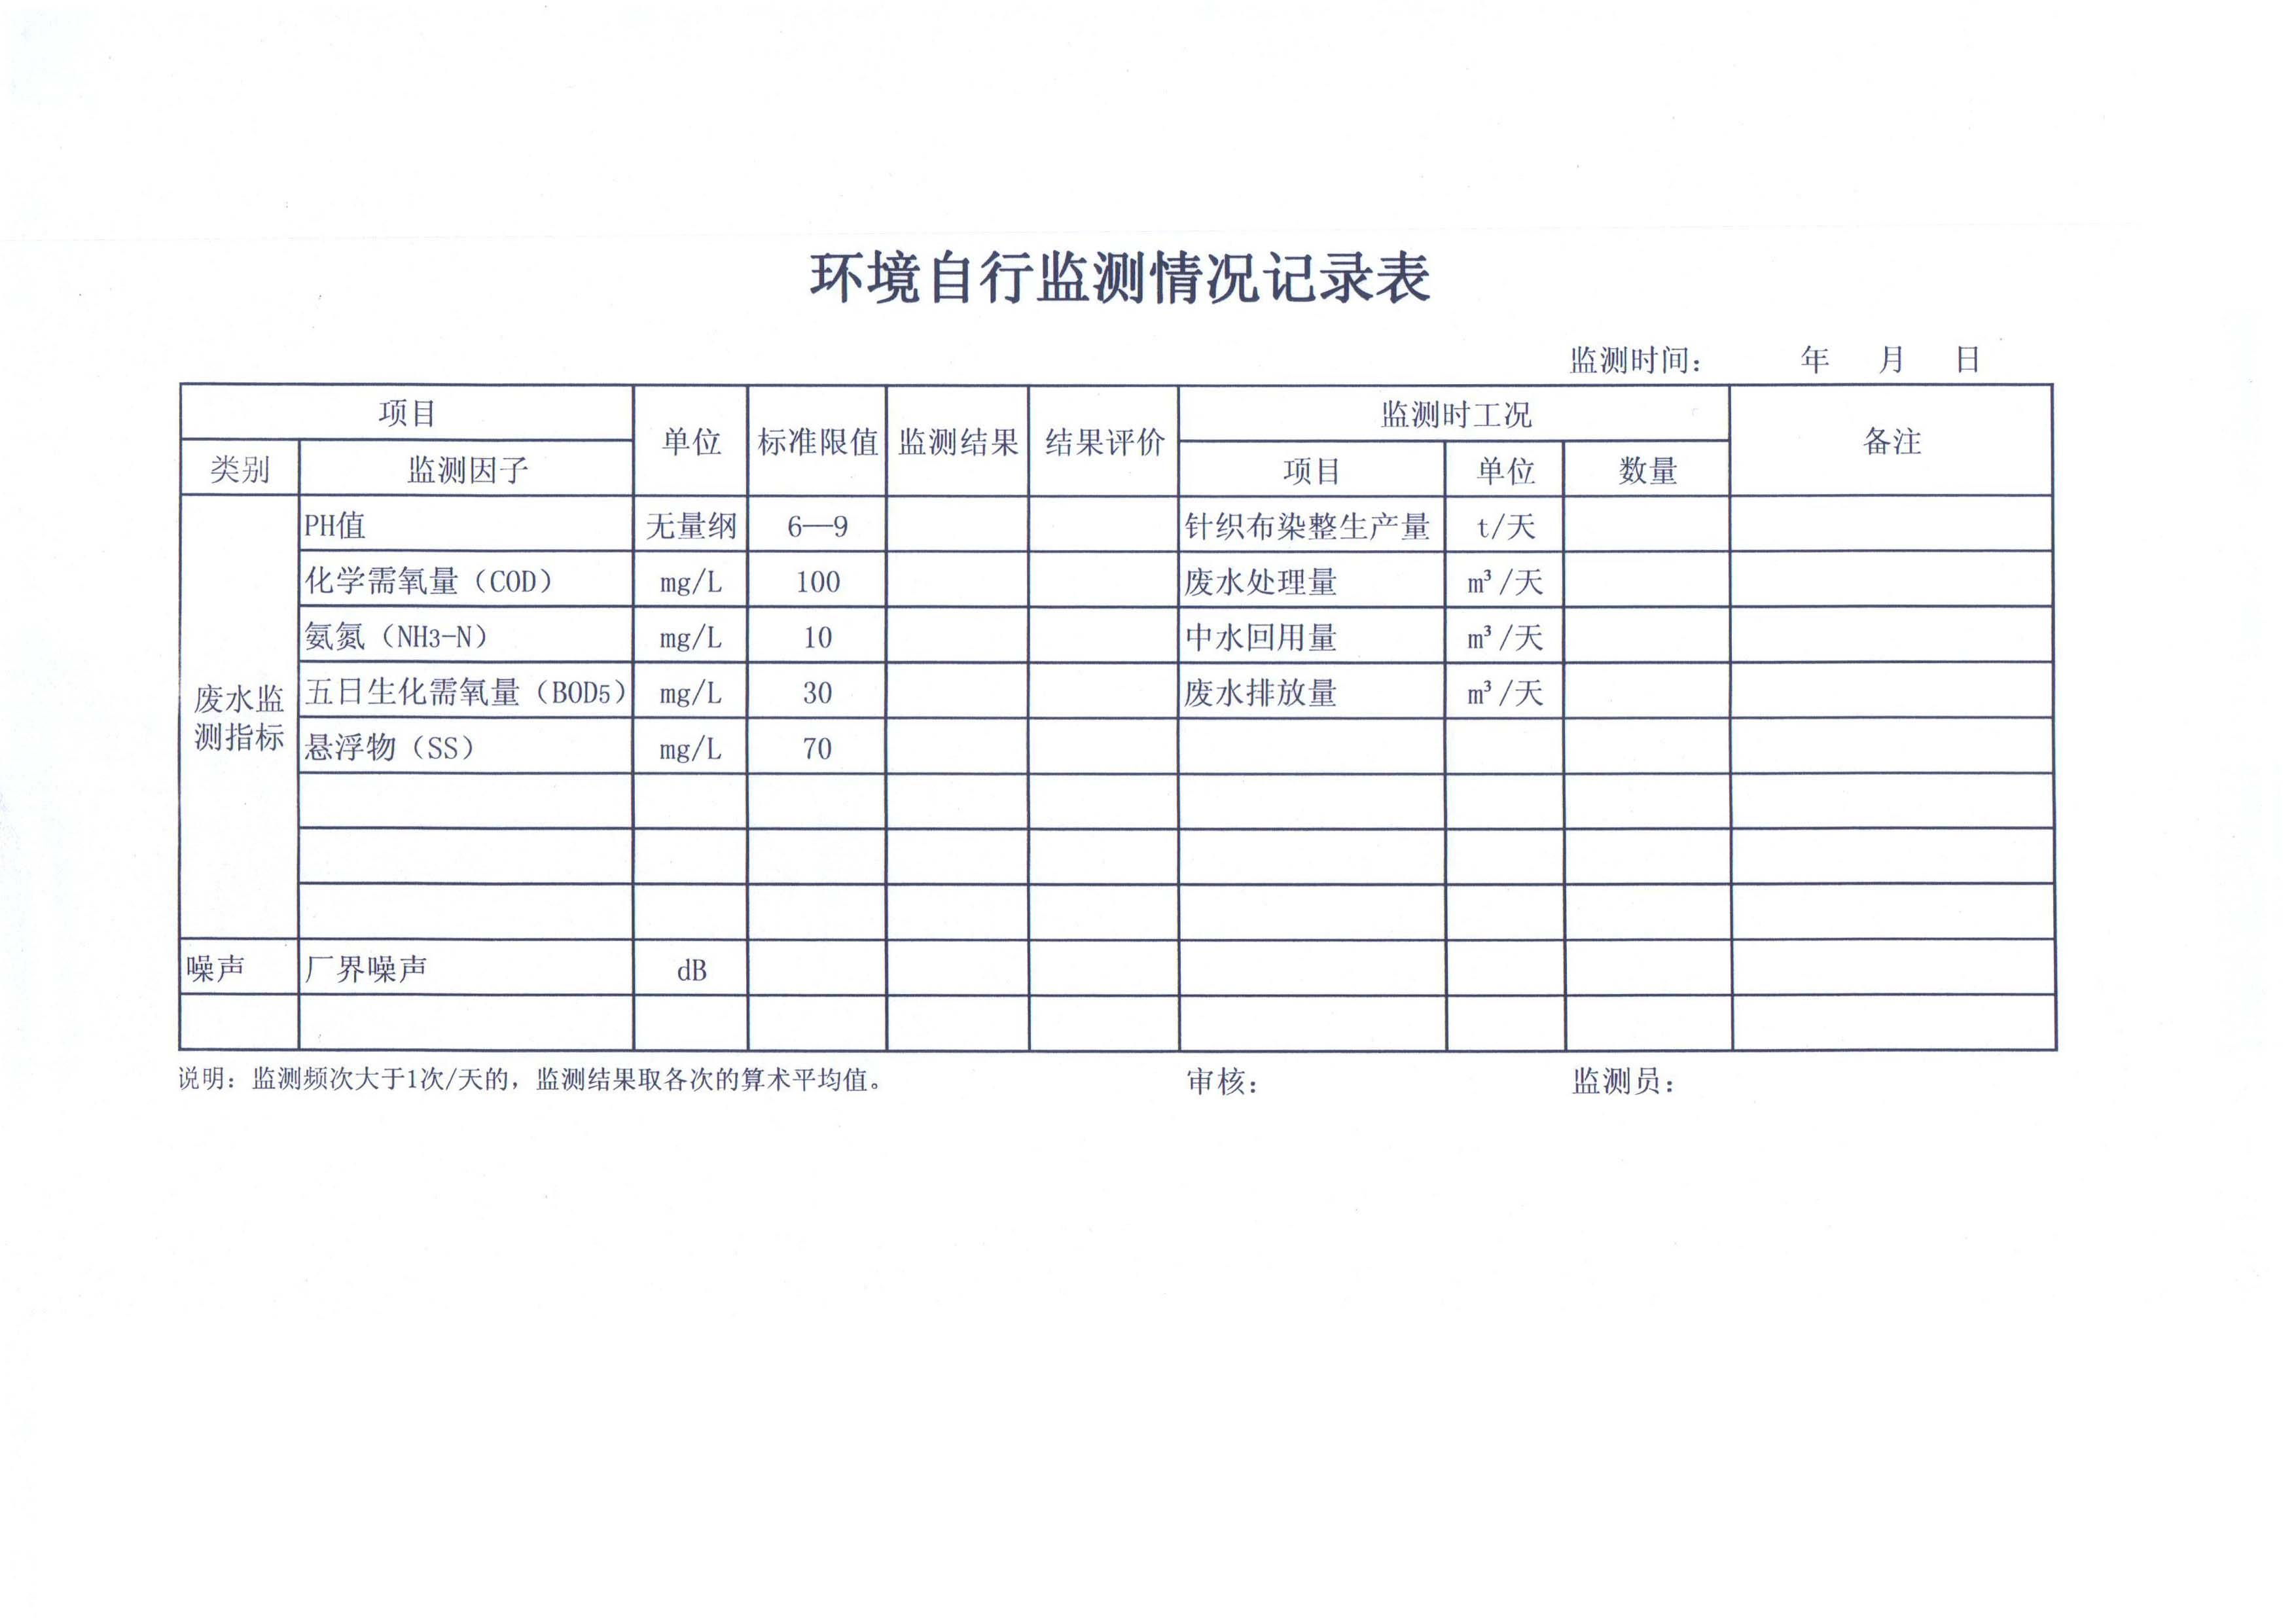 环境自行监测情况记录表
监测时间： 年 月 日
项目 单位 标准限值 监测结果 结果评价 监测时工况 备注
类别 监测因子 项目 单位 数量
废水监测指标
PH值 无量纲 6—9 针织布染整生产量 t/天
化学需氧量（COD） mg/L 100 废水处理量 m³/天
氨氮（NH3-N） mg/L 10 中水回用量 m³/天
五日生化需氧量（BOD5） mg/L 30 废水排放量 m³/天
悬浮物（SS） mg/L 70
噪声 厂界噪声 dB
说明：监测频次大于1次/天的，监测结果取各次的算术平均值。 审核： 监测员：